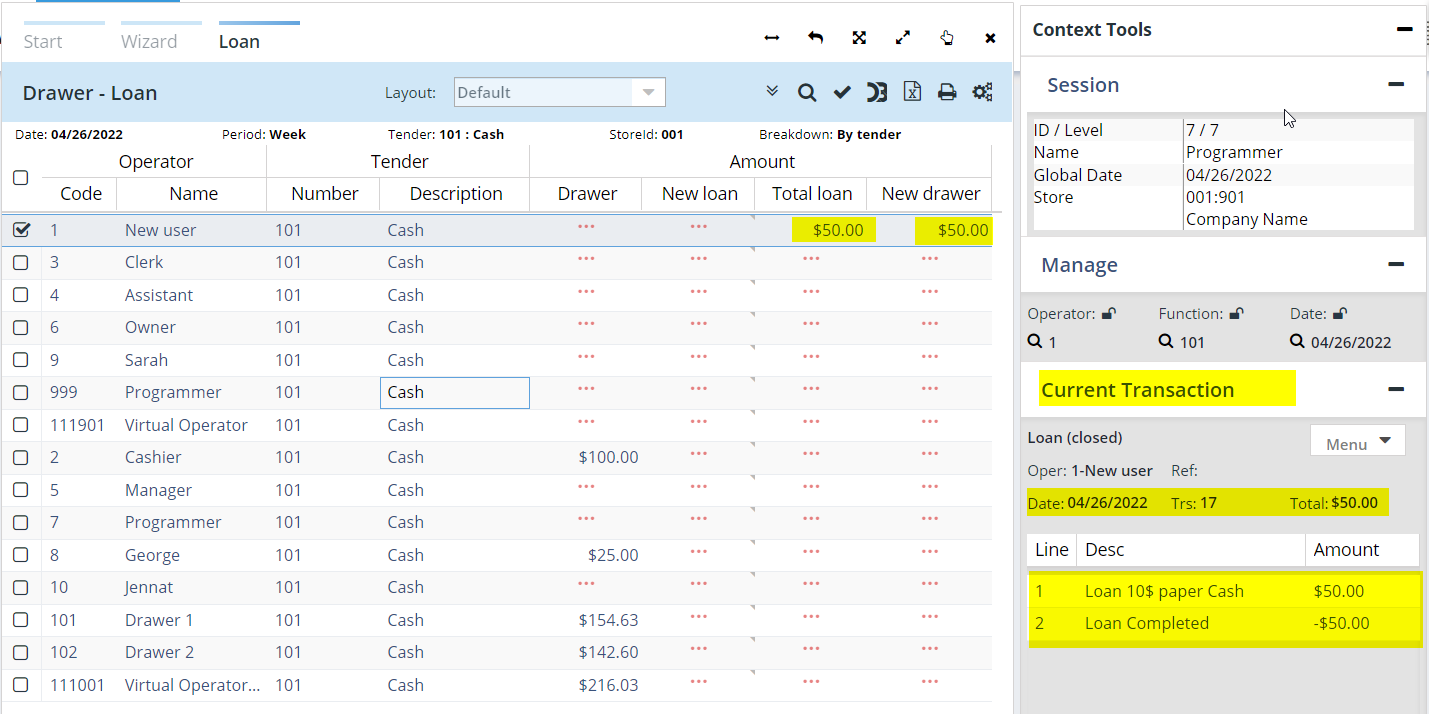 Start Wizard Loan
Drawer - Loan Layout: Default
Date: 04/26/2022 Period: Week Tender: 101 : Cash StoreId: 001 Breakdown: By tender
Operator Tender Amount
Code Name Number Description Drawer New loan Total loan New drawer
1 New user 101 Cash *** *** $50.00 $50.00
3 Clerk 101 Cash *** *** *** ***
4 Assistant 101 Cash *** *** *** ***
6 Owner 101 Cash *** *** *** ***
9 Sarah 101 Cash *** *** *** ***
999 Programmer 101 Cash *** *** *** ***
111901 Virtual Operator 101 Cash *** *** *** ***
2 Cashier 101 Cash $100.00 *** *** ***
5 Manager 101 Cash *** *** *** ***
7 Programmer 101 Cash *** *** *** ***
8 George 101 Cash $25.00 *** *** ***
10 Jennat 101 Cash *** *** *** ***
101 Drawer 1 101 Cash $154.63 *** *** ***
102 Drawer 2 101 Cash $142.60 *** *** ***
111001 Virtual Operator... 101 Cash $216.03 *** *** ***
Context Tools
Session
ID / Level 7 / 7
Name Programmer
Global Date 04/26/2022
Store 001:901
Company Name
Manage
Operator: Function: Date:
1 101 04/26/2022
Current Transaction
Loan (closed) Menu
Oper: 1-New user Ref:
Date: 04/26/2022 Trs: 17 Total: $50.00
Line Desc Amount
1 Loan 10$ paper Cash $50.00
2 Loan Completed -$50.00